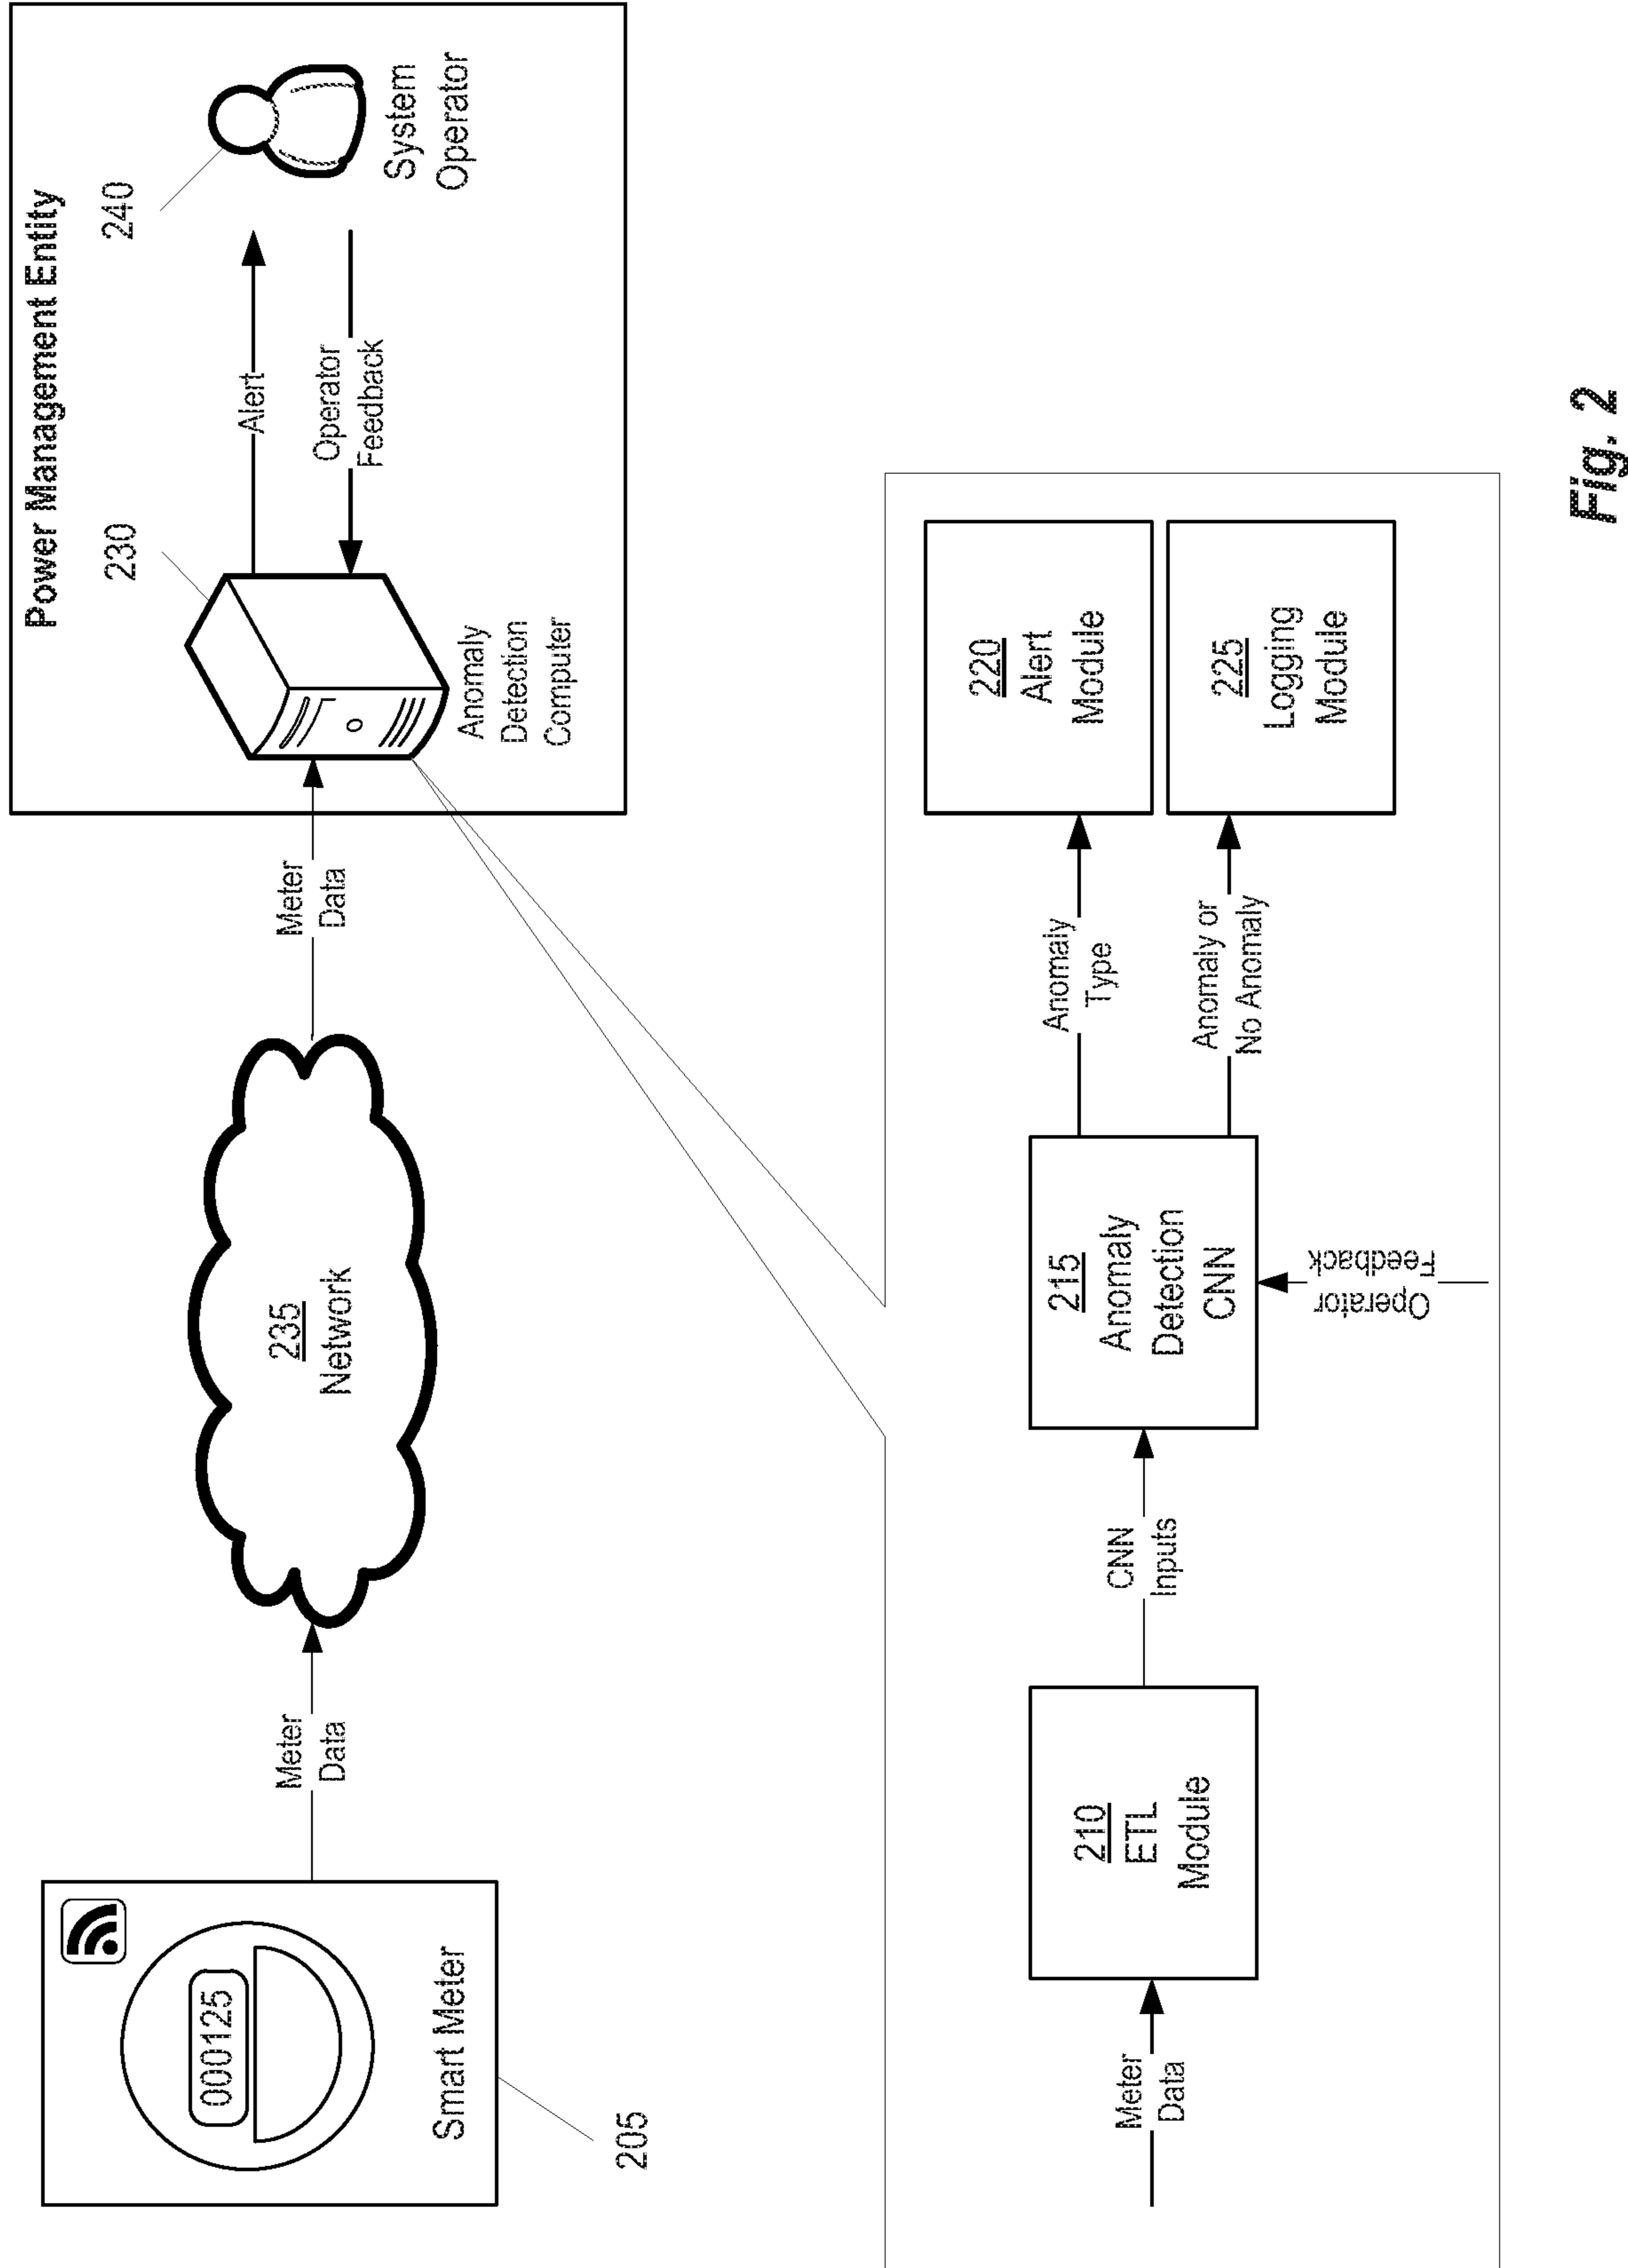 Power Management Entity
000125
Smart Meter
205
Meter
Data
235
Network
Meter
Data
230
Anomaly
Detection
Computer
Alert
Operator
Feedback
240
System
Operator
Meter
Data
210
ETL
Module
CNN
Inputs
215
Anomaly
Detection
CNN
Operator
Feedback
Anomaly
Type
Anomaly or
No Anomaly
220
Alert
Module
225
Logging
Module
Fig. 2